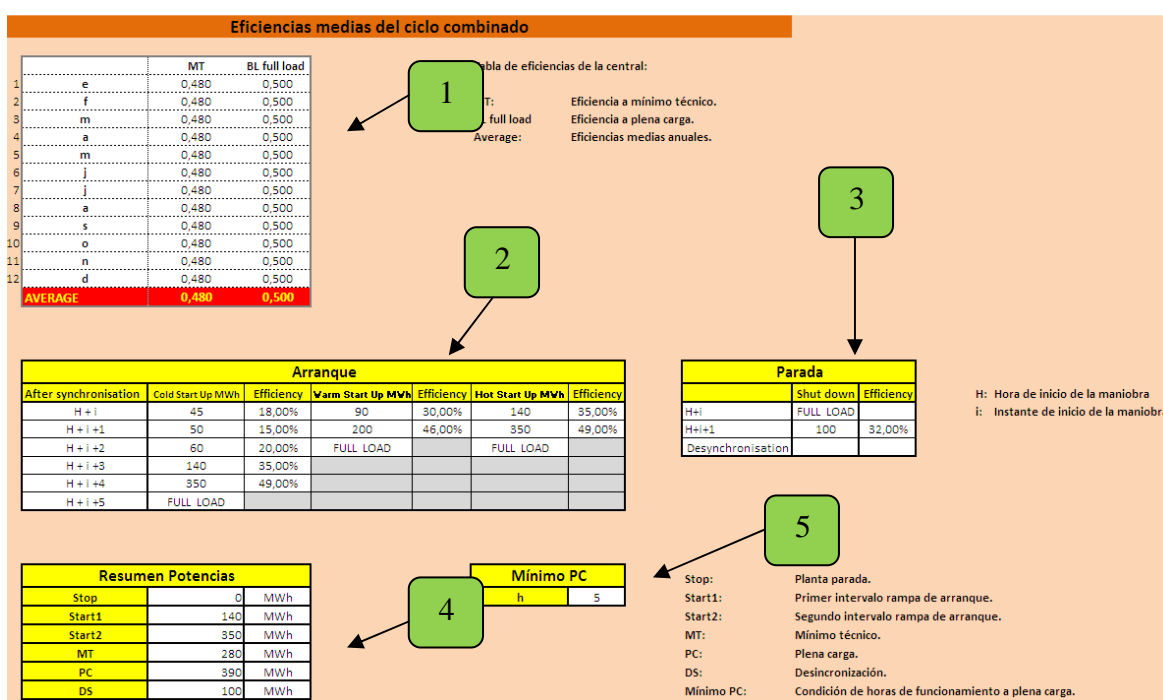 Eficiencias medias del ciclo combinado
MT BL full load
1 e 0,480 0,500
2 f 0,480 0,500
3 m 0,480 0,500
4 a 0,480 0,500
5 m 0,480 0,500
6 j 0,480 0,500
7 j 0,480 0,500
8 a 0,480 0,500
9 s 0,480 0,500
10 o 0,480 0,500
11 n 0,480 0,500
12 d 0,480 0,500
AVERAGE 0,480 0,500
abla de eficiencias de la central:
T: Eficiencia a mínimo técnico.
L full load Eficiencia a plena carga.
Average: Eficiencias medias anuales.
1
2
3
Arranque
After synchronisation Cold Start Up MWh Efficiency Warm Start Up MWh Efficiency Hot Start Up MWh Efficiency
H + i 45 18,00% 90 30,00% 140 35,00%
H + i +1 50 15,00% 200 46,00% 350 49,00%
H + i +2 60 20,00% FULL LOAD FULL LOAD
H + i +3 140 35,00%
H + i +4 350 49,00%
H + i +5 FULL LOAD
Parada
Shut down Efficiency
H+i FULL LOAD
H+i+1 100 32,00%
Desynchronisation
H: Hora de inicio de la maniobra
i: Instante de inicio de la maniobra
5
Resumen Potencias
Stop 0 MWh
Start1 140 MWh
Start2 350 MWh
MT 280 MWh
PC 390 MWh
DS 100 MWh
4
Mínimo PC
h 5
Stop: Planta parada.
Start1: Primer intervalo rampa de arranque.
Start2: Segundo intervalo rampa de arranque.
MT: Mínimo técnico.
PC: Plena carga.
DS: Desincronización.
Mínimo PC: Condición de horas de funcionamiento a plena carga.